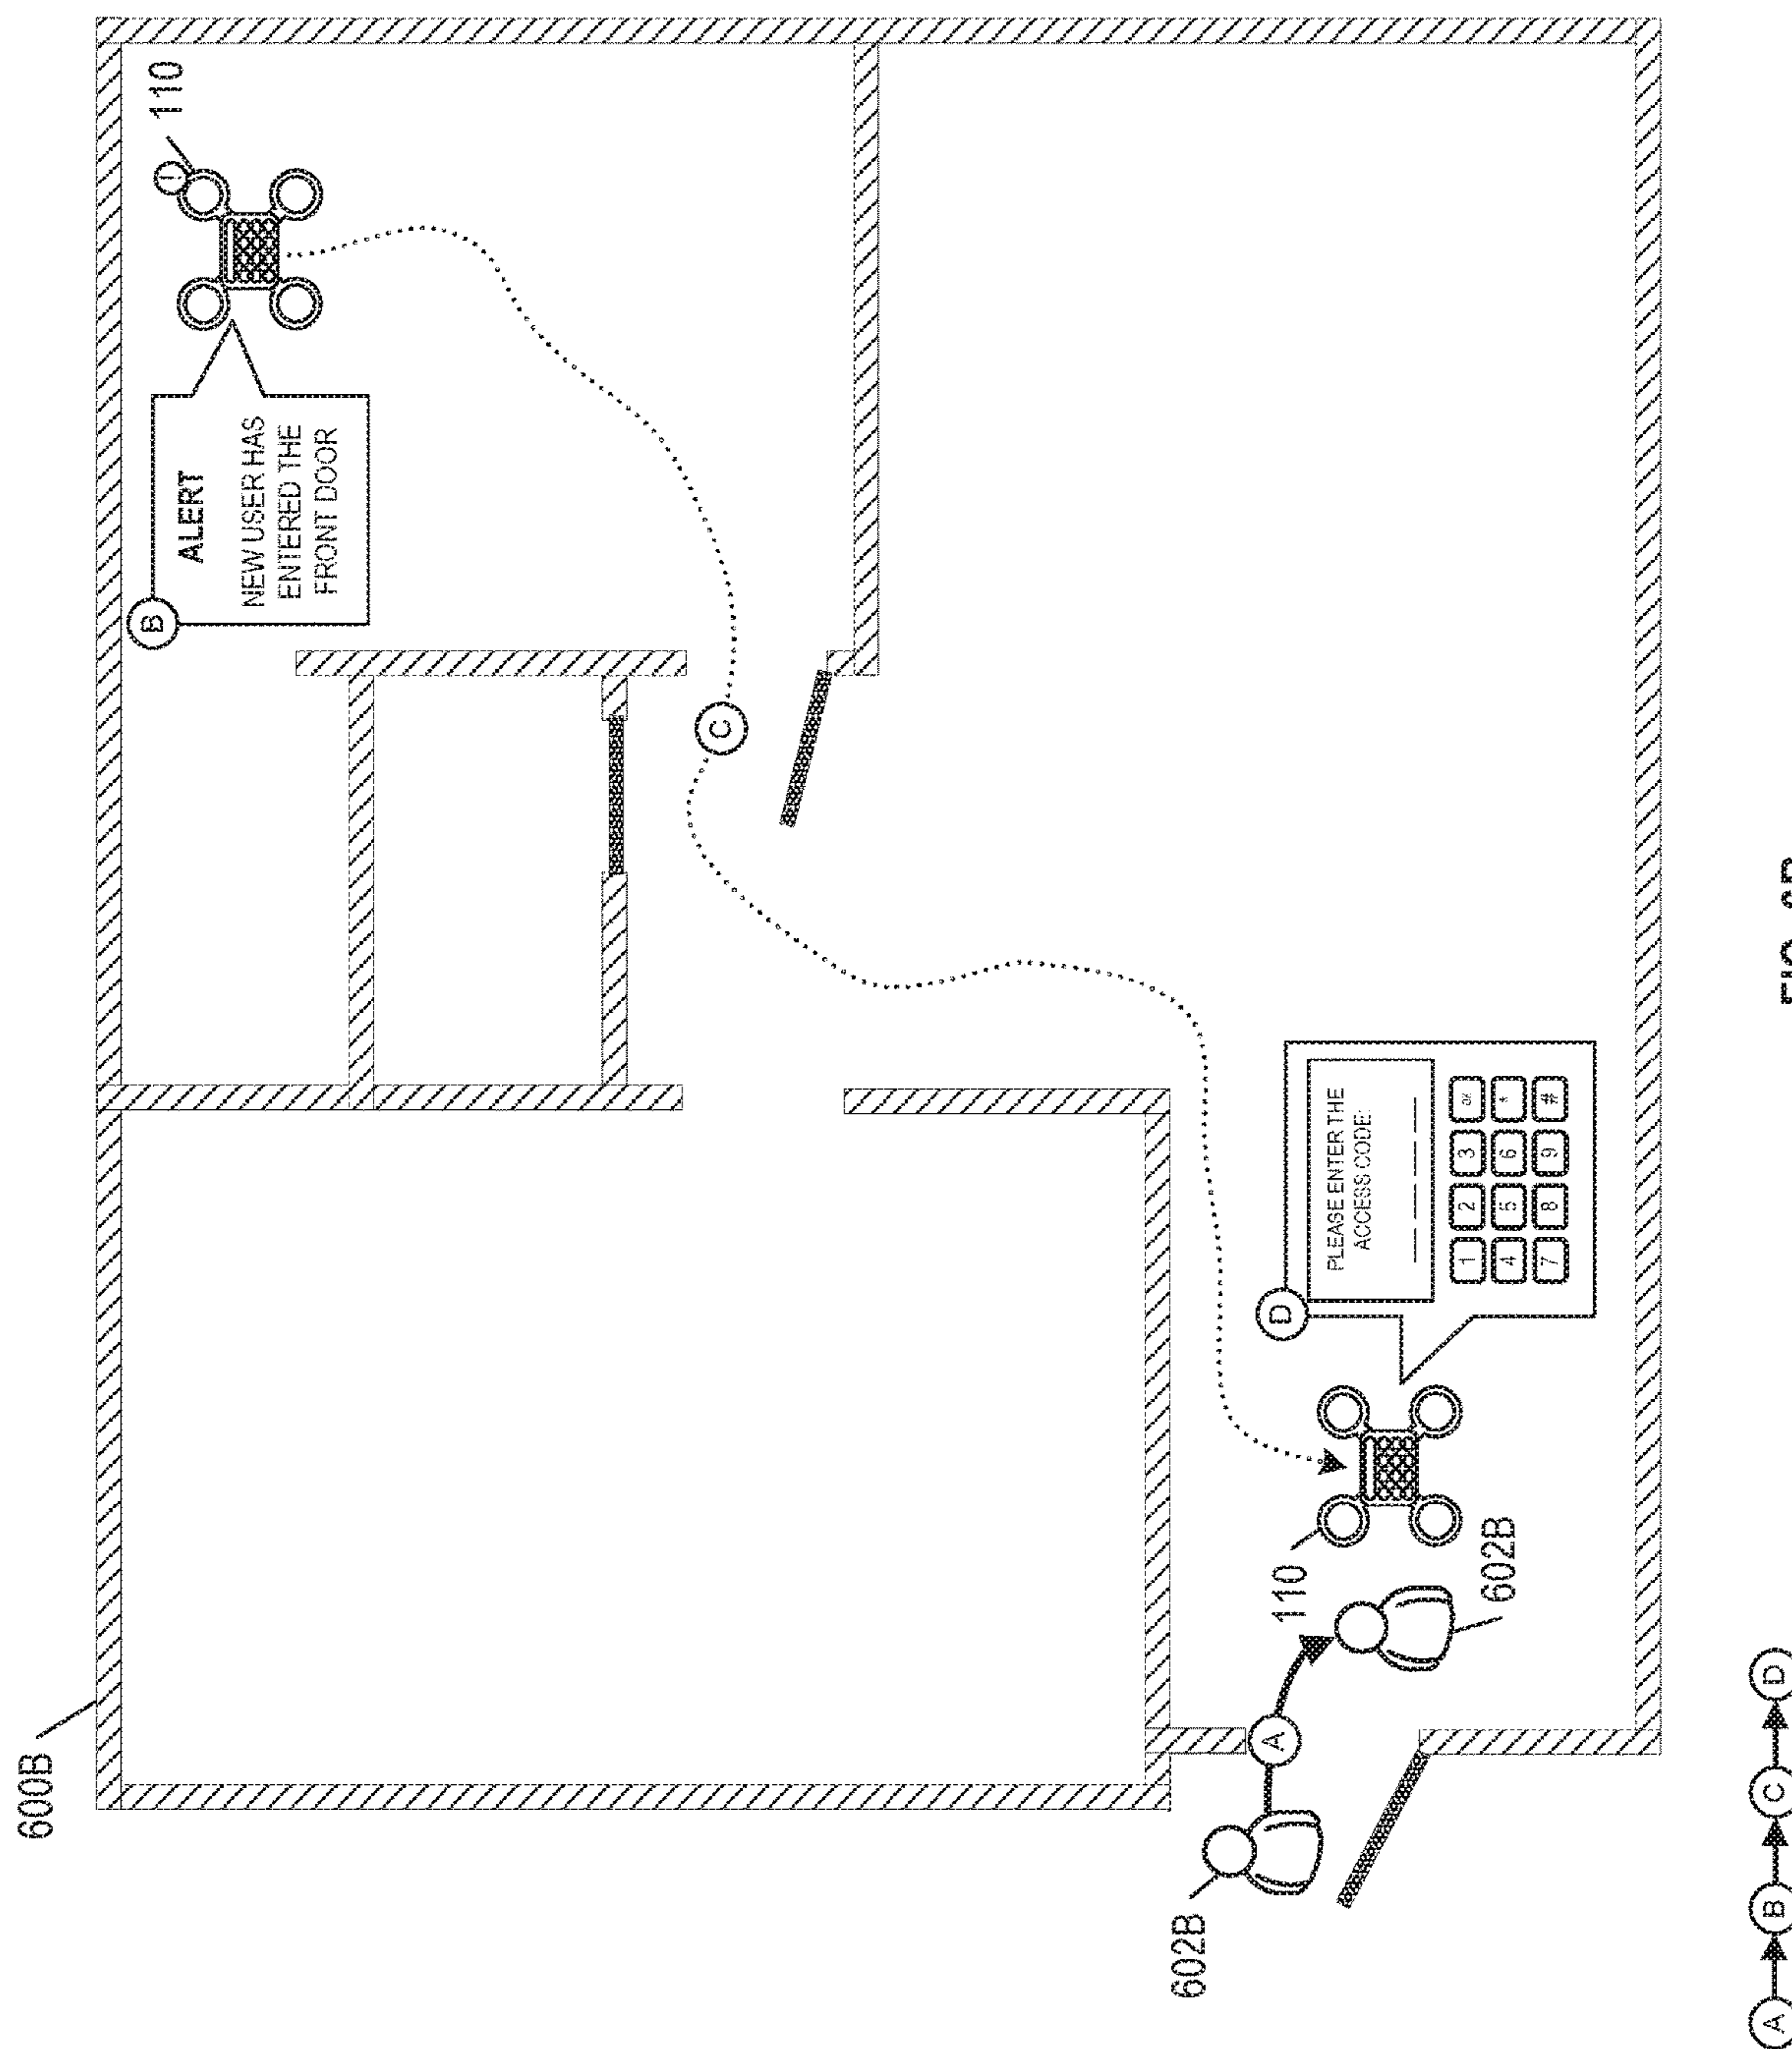 600B
110
!
B
ALERT
NEW USER HAS
ENTERED THE
FRONT DOOR
C
602B
A
110
602B
D
PLEASE ENTER THE
ACCESS CODE:
_ _ _ _
1 2 3 OK
4 5 6 *
7 8 9 #
A B C D